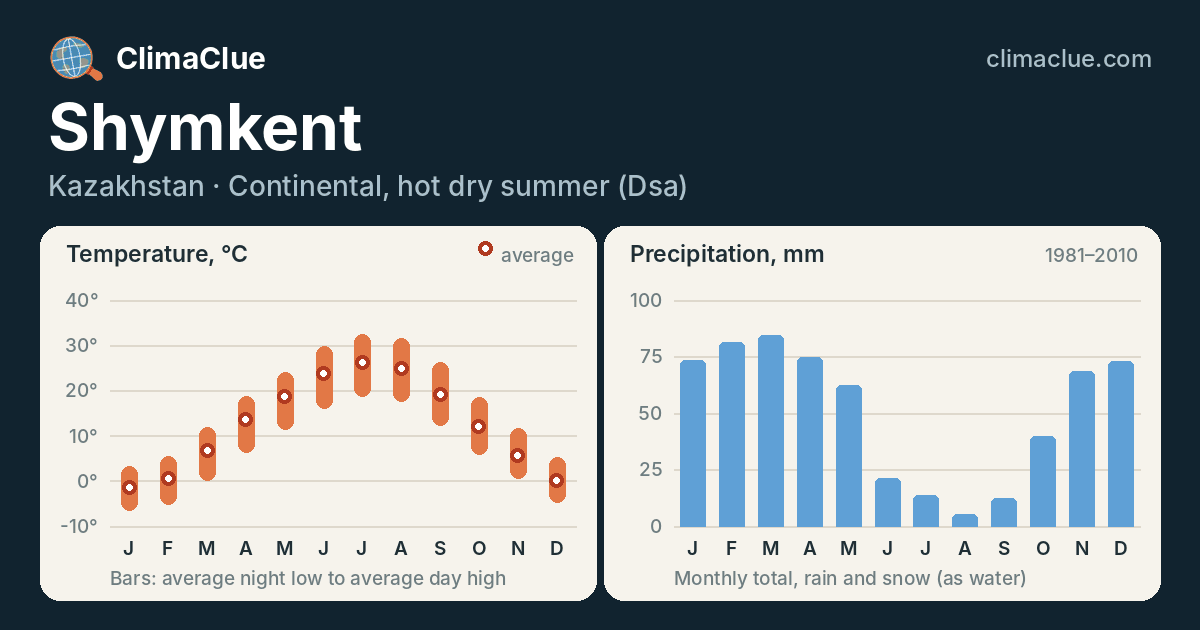 ClimaClue
climaclue.com
Shymkent
Kazakhstan · Continental, hot dry summer (Dsa)
Temperature, °C
average
40°
30°
20°
10°
0°
-10°
J F M A M J J A S O N D
Bars: average night low to average day high
Precipitation, mm
1981–2010
100
75
50
25
0
J F M A M J J A S O N D
Monthly total, rain and snow (as water)